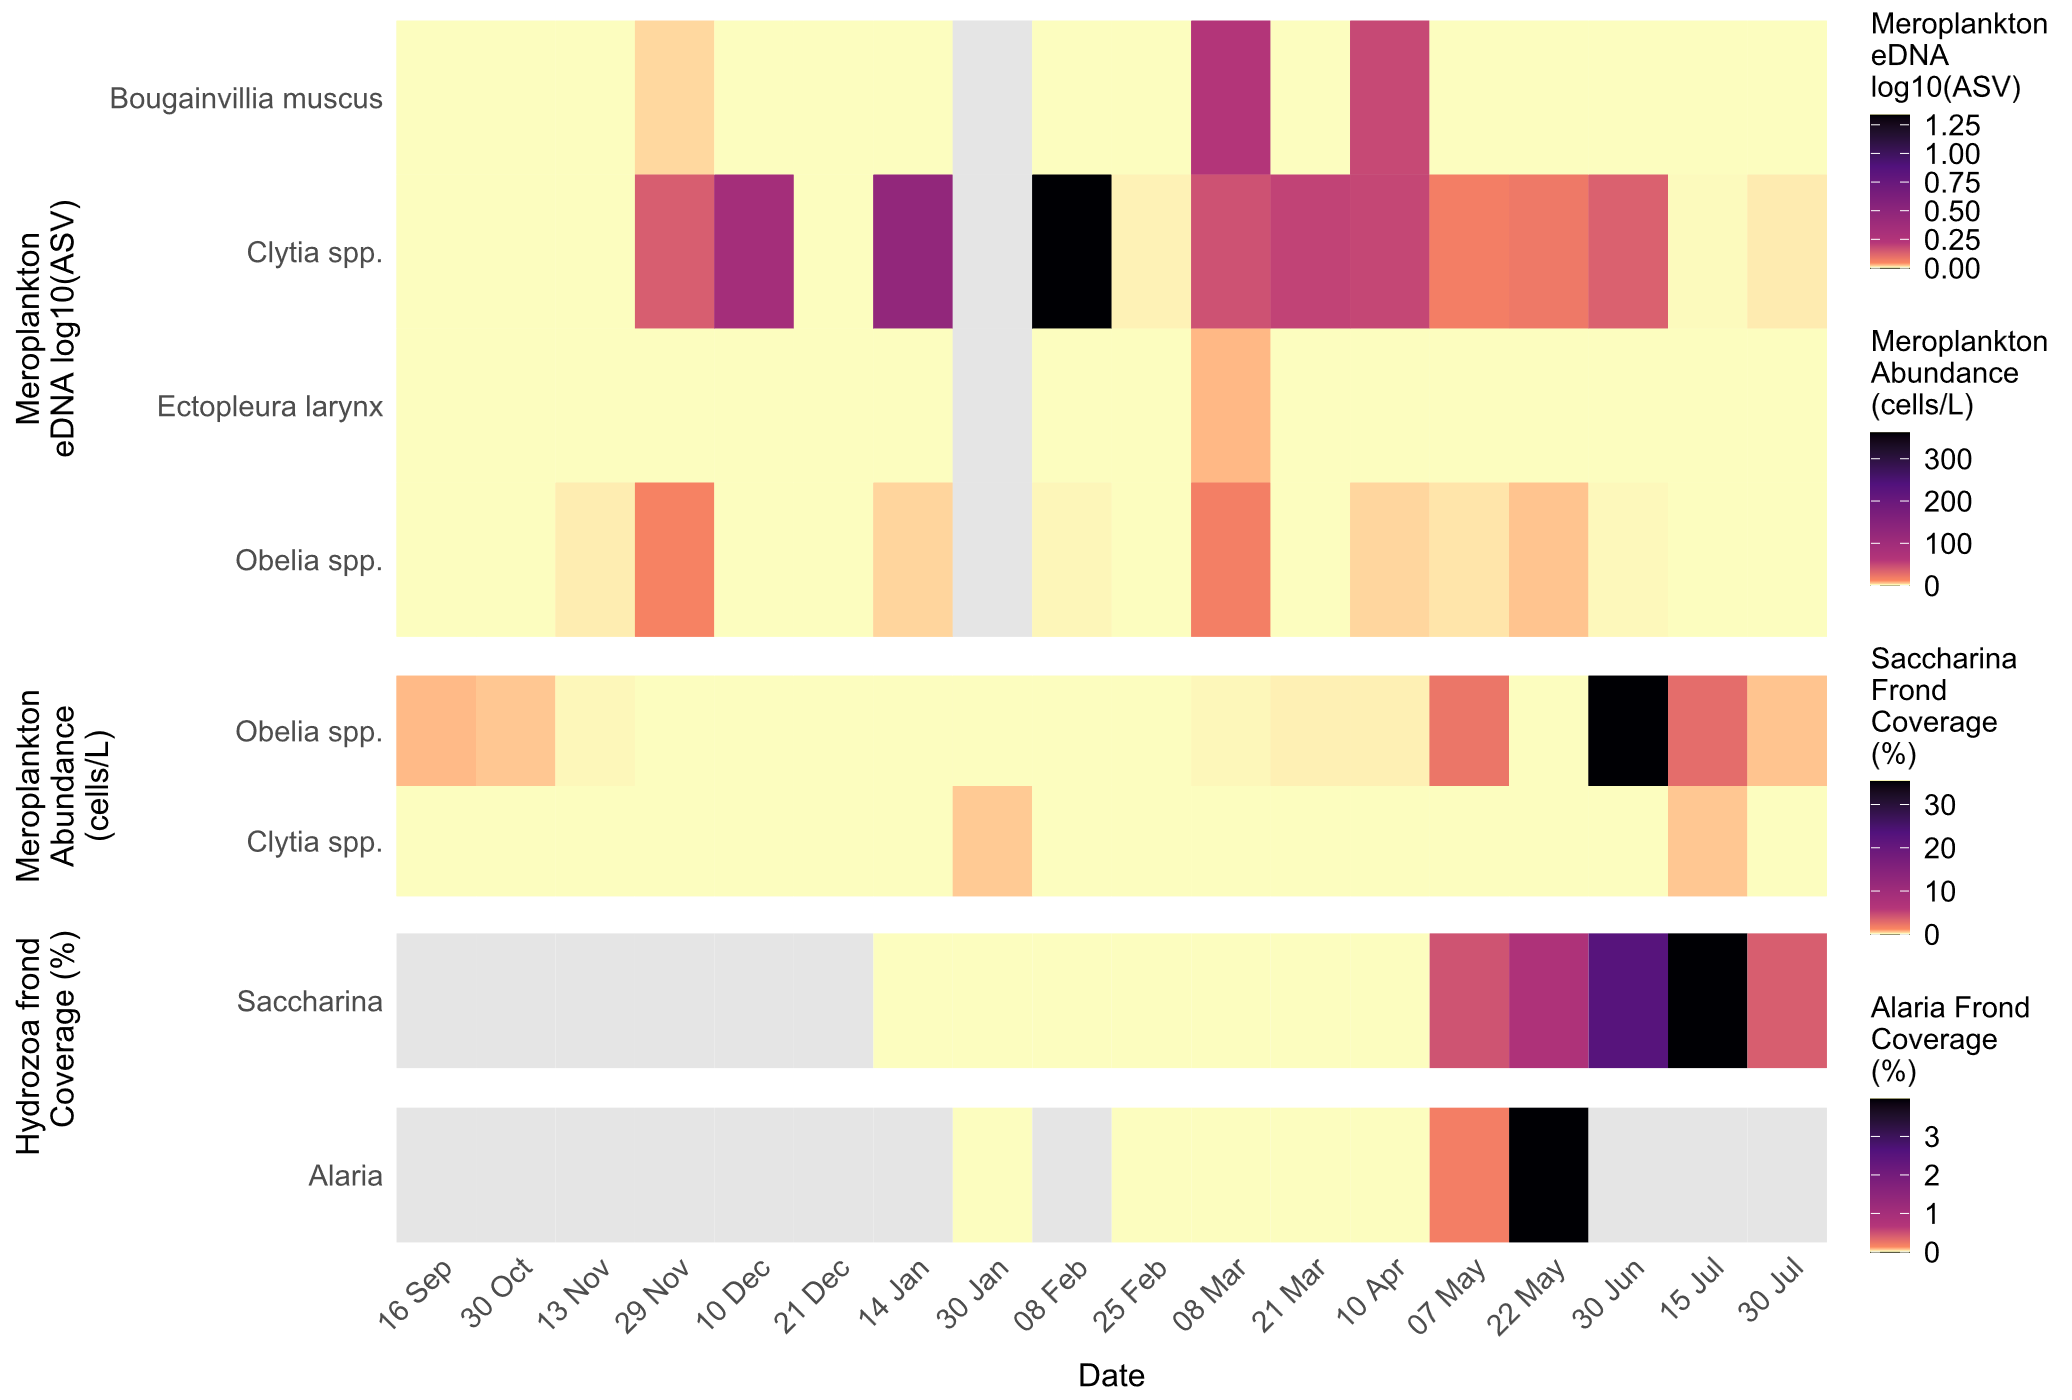 Meroplankton
eDNA log10(ASV)
Bougainvillia muscus
Clytia spp.
Ectopleura larynx
Obelia spp.
Meroplankton
Abundance
(cells/L)
Obelia spp.
Clytia spp.
Hydrozoa frond
Coverage (%)
Saccharina
Alaria
16 Sep
30 Oct
13 Nov
29 Nov
10 Dec
21 Dec
14 Jan
30 Jan
08 Feb
25 Feb
08 Mar
21 Mar
10 Apr
07 May
22 May
30 Jun
15 Jul
30 Jul
Date
Meroplankton
eDNA
log10(ASV)
1.25
1.00
0.75
0.50
0.25
0.00
Meroplankton
Abundance
(cells/L)
300
200
100
0
Saccharina
Frond
Coverage
(%)
30
20
10
0
Alaria Frond
Coverage
(%)
3
2
1
0